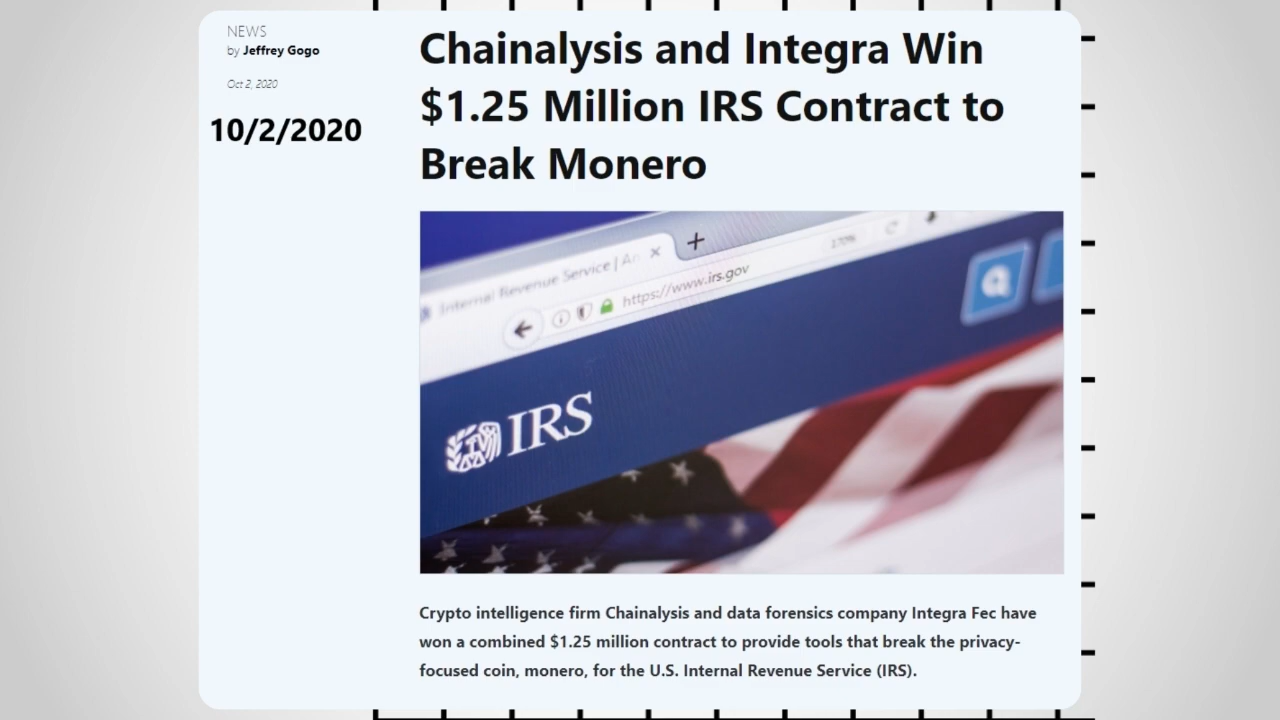 NEWS
by Jeffrey Gogo
Oct 2, 2020
10/2/2020
Chainalysis and Integra Win
$1.25 Million IRS Contract to
Break Monero
Internal Revenue Service | An
170%
https://www.irs.gov
IRS
Crypto intelligence firm Chainalysis and data forensics company Integra Fec have
won a combined $1.25 million contract to provide tools that break the privacy-
focused coin, monero, for the U.S. Internal Revenue Service (IRS).